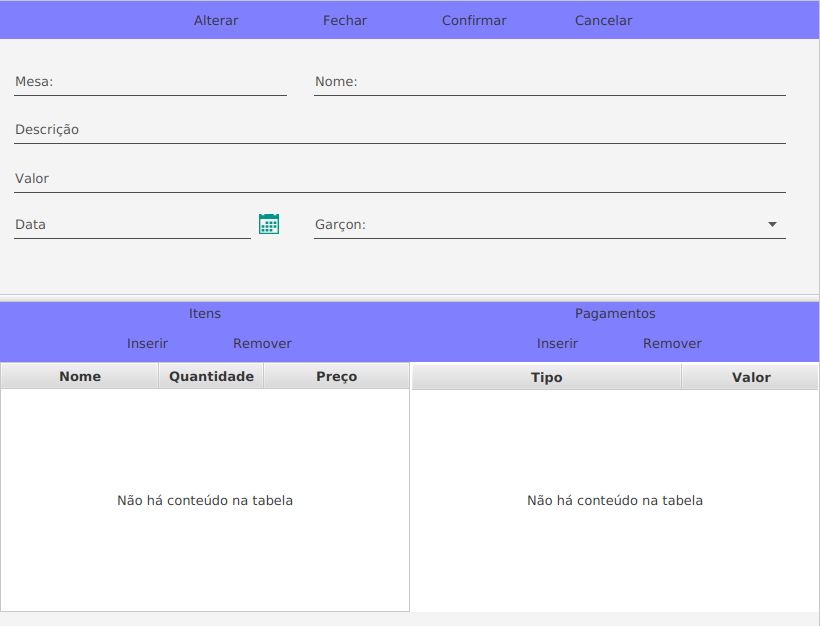 Alterar Fechar Confirmar Cancelar
Mesa: Nome:
Descrição
Valor
Data Garçon:
Itens Pagamentos
Inserir Remover Inserir Remover
Nome Quantidade Preço Tipo Valor
Não há conteúdo na tabela Não há conteúdo na tabela